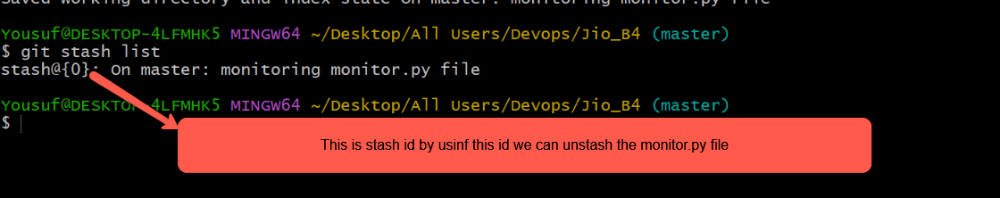 Saved working directory and index state on master: monitoring monitor.py file
Yousuf@DESKTOP-4LFMHK5 MINGW64 ~/Desktop/All Users/Devops/Jio_B4 (master)
$ git stash list
stash@{0}: On master: monitoring monitor.py file
Yousuf@DESKTOP-4LFMHK5 MINGW64 ~/Desktop/All Users/Devops/Jio_B4 (master)
$
This is stash id by usinf this id we can unstash the monitor.py file